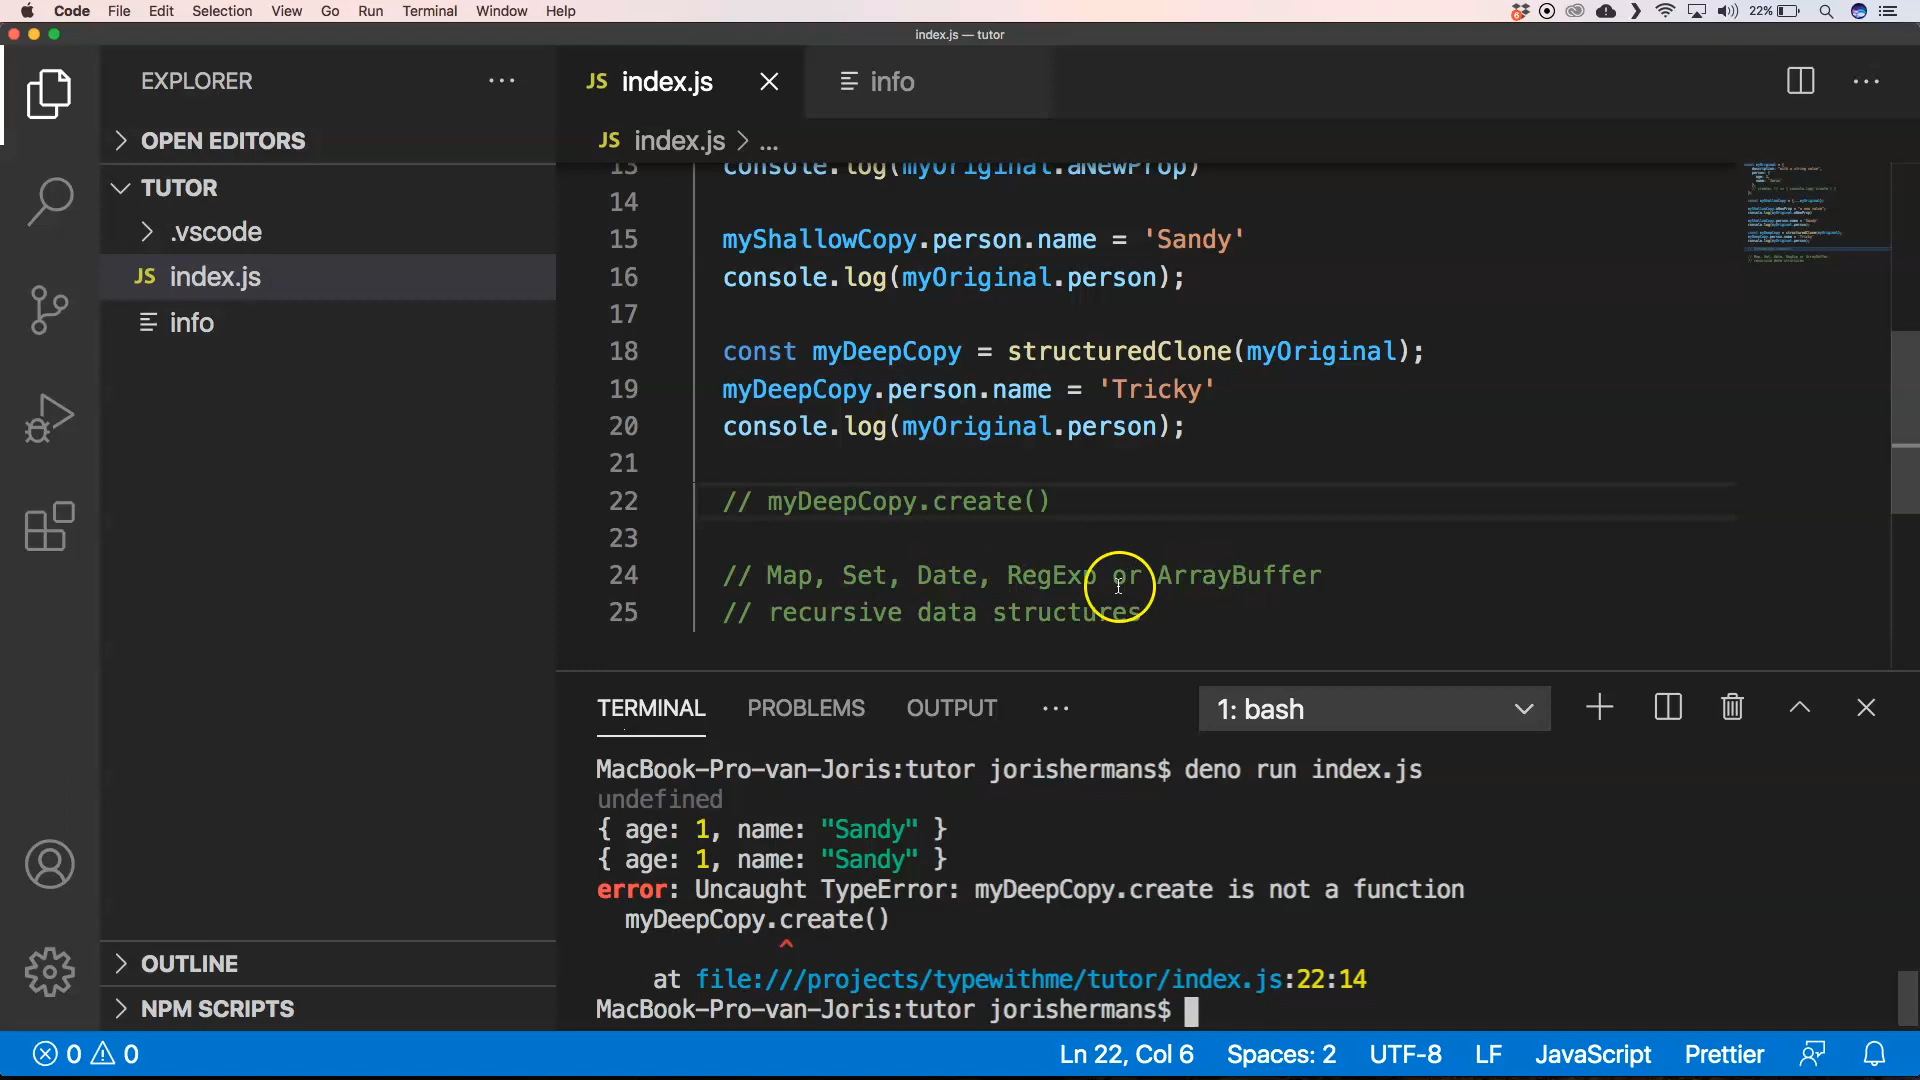 Code File Edit Selection View Go Run Terminal Window Help
22%
index.js — tutor
EXPLORER
JS index.js
info
OPEN EDITORS
JS index.js > ...
TUTOR
.vscode
JS index.js
info
13 console.log(myOriginal.aNewProp)
14
15 myShallowCopy.person.name = 'Sandy'
16 console.log(myOriginal.person);
17
18 const myDeepCopy = structuredClone(myOriginal);
19 myDeepCopy.person.name = 'Tricky'
20 console.log(myOriginal.person);
21
22 // myDeepCopy.create()
23
24 // Map, Set, Date, RegExp or ArrayBuffer
25 // recursive data structures
TERMINAL PROBLEMS OUTPUT ... 1: bash
MacBook-Pro-van-Joris:tutor jorishermans$ deno run index.js
undefined
{ age: 1, name: "Sandy" }
{ age: 1, name: "Sandy" }
error: Uncaught TypeError: myDeepCopy.create is not a function
myDeepCopy.create()
^
at file:///projects/typewithme/tutor/index.js:22:14
MacBook-Pro-van-Joris:tutor jorishermans$
OUTLINE
NPM SCRIPTS
0 0 Ln 22, Col 6 Spaces: 2 UTF-8 LF JavaScript Prettier